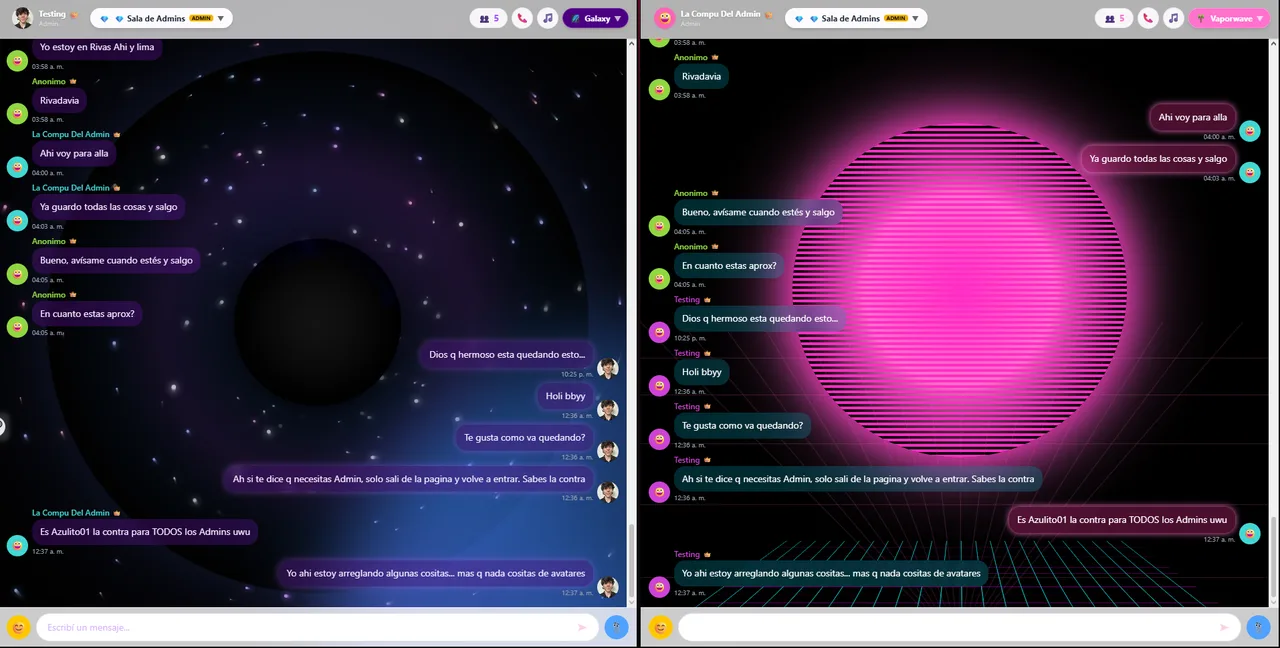 Testing
Admin
Sala de Admins ADMIN ▼
5
Galaxy ▼
Yo estoy en Rivas Ahi y lima
03:58 a. m.
Anonimo
Rivadavia
03:58 a. m.
La Compu Del Admin
Ahi voy para alla
04:00 a. m.
La Compu Del Admin
Ya guardo todas las cosas y salgo
04:03 a. m.
Anonimo
Bueno, avísame cuando estés y salgo
04:05 a. m.
Anonimo
En cuanto estas aprox?
04:05 a. m.
Dios q hermoso esta quedando esto...
10:25 p. m.
Holi bbyy
12:36 a. m.
Te gusta como va quedando?
12:36 a. m.
Ah si te dice q necesitas Admin, solo sali de la pagina y volve a entrar. Sabes la contra
12:36 a. m.
La Compu Del Admin
Es Azulito01 la contra para TODOS los Admins uwu
12:37 a. m.
Yo ahi estoy arreglando algunas cositas... mas q nada cositas de avatares
12:37 a. m.
Escribí un mensaje...
La Compu Del Admin
Admin
Sala de Admins ADMIN ▼
5
Vaporwave ▼
03:58 a. m.
Anonimo
Rivadavia
03:58 a. m.
Ahi voy para alla
04:00 a. m.
Ya guardo todas las cosas y salgo
04:03 a. m.
Anonimo
Bueno, avísame cuando estés y salgo
04:05 a. m.
Anonimo
En cuanto estas aprox?
04:05 a. m.
Testing
Dios q hermoso esta quedando esto...
10:25 p. m.
Testing
Holi bbyy
12:36 a. m.
Testing
Te gusta como va quedando?
12:36 a. m.
Testing
Ah si te dice q necesitas Admin, solo sali de la pagina y volve a entrar. Sabes la contra
12:36 a. m.
Es Azulito01 la contra para TODOS los Admins uwu
12:37 a. m.
Testing
Yo ahi estoy arreglando algunas cositas... mas q nada cositas de avatares
12:37 a. m.